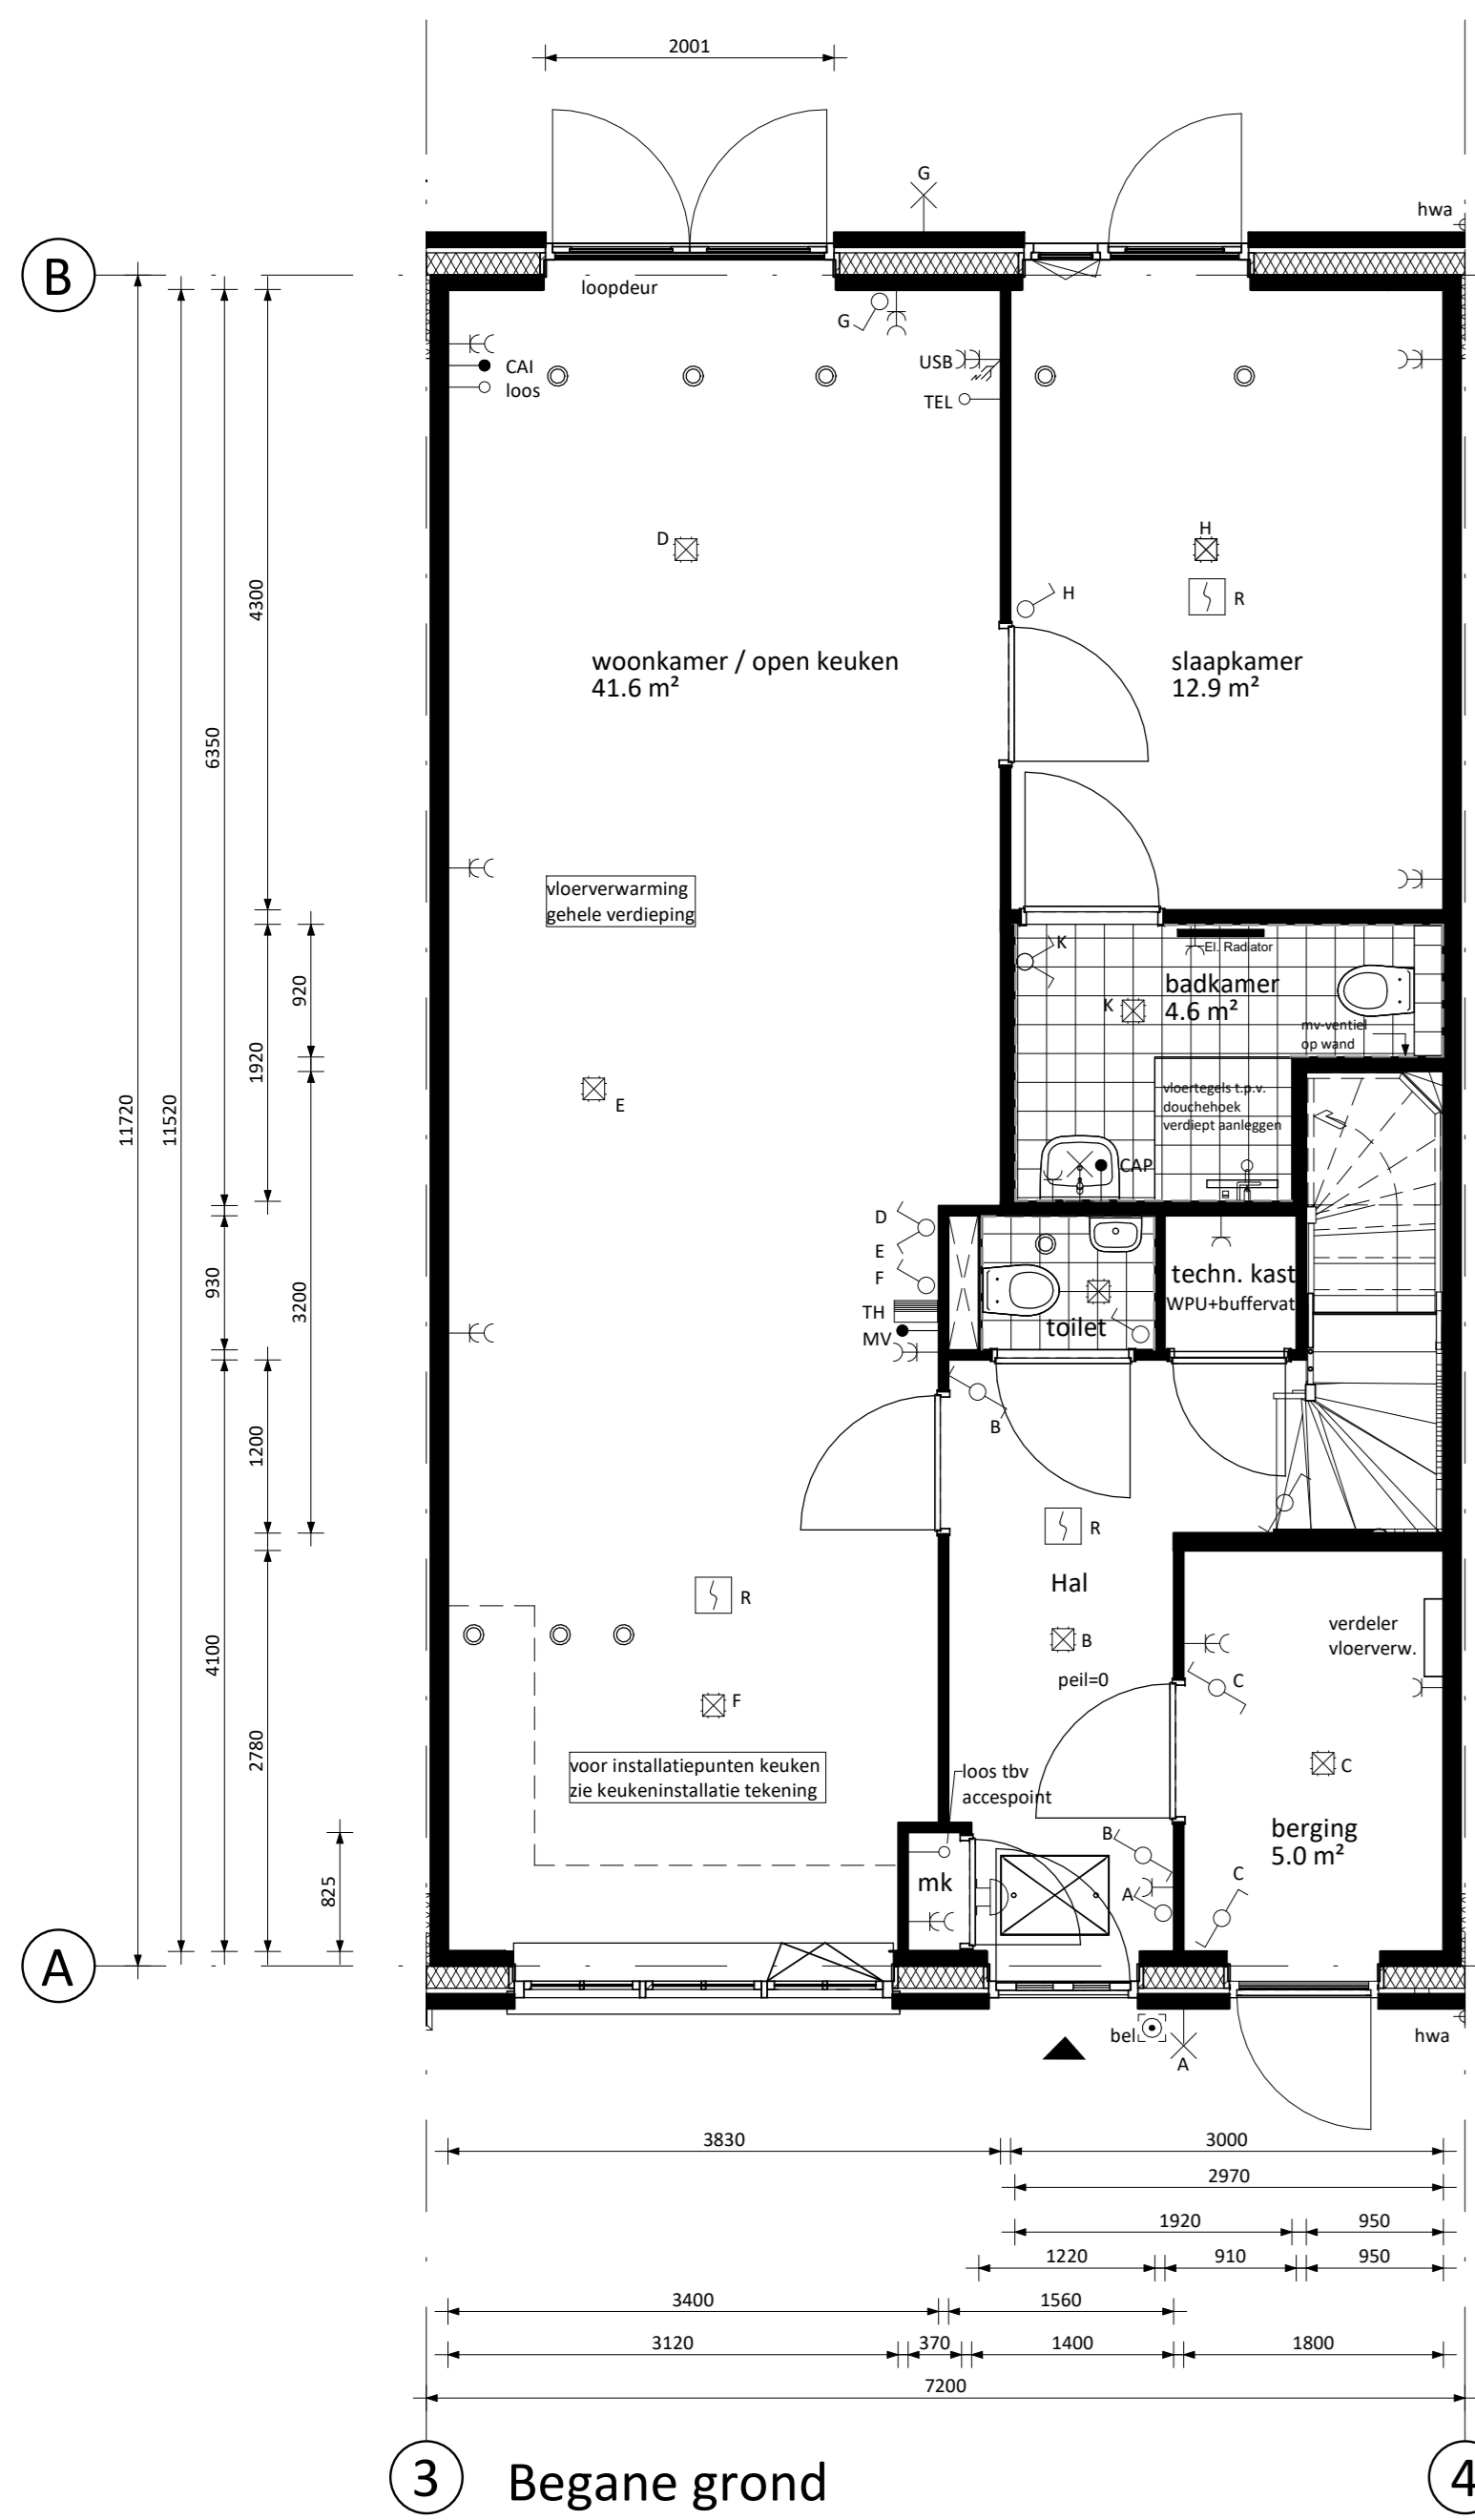 2001
G
hwa
B
loopdeur
G
CAI
loos
USB
TEL
D
H
H
R
4300
woonkamer / open keuken
41.6 m²
slaapkamer
12.9 m²
6350
vloerverwarming
gehele verdieping
K
El. Radiator
badkamer
4.6 m²
K
mv-ventiel
op wand
920
1920
11720
11520
E
vloertegels t.p.v.
douchehoek
verdiept aanleggen
CAP
D
E
F
TH
MV
930
3200
techn. kast
WPU+buffervat
toilet
B
1200
R
Hal
R
B
peil=0
verdeler
vloerverw.
C
4100
F
2780
voor installatiepunten keuken
zie keukeninstallatie tekening
loos tbv
accespoint
C
B
berging
5.0 m²
825
mk
A
C
A
bel
A
hwa
3830
3000
2970
1920
950
1220
910
950
3400
1560
3120
370
1400
1800
7200
3
Begane grond
4